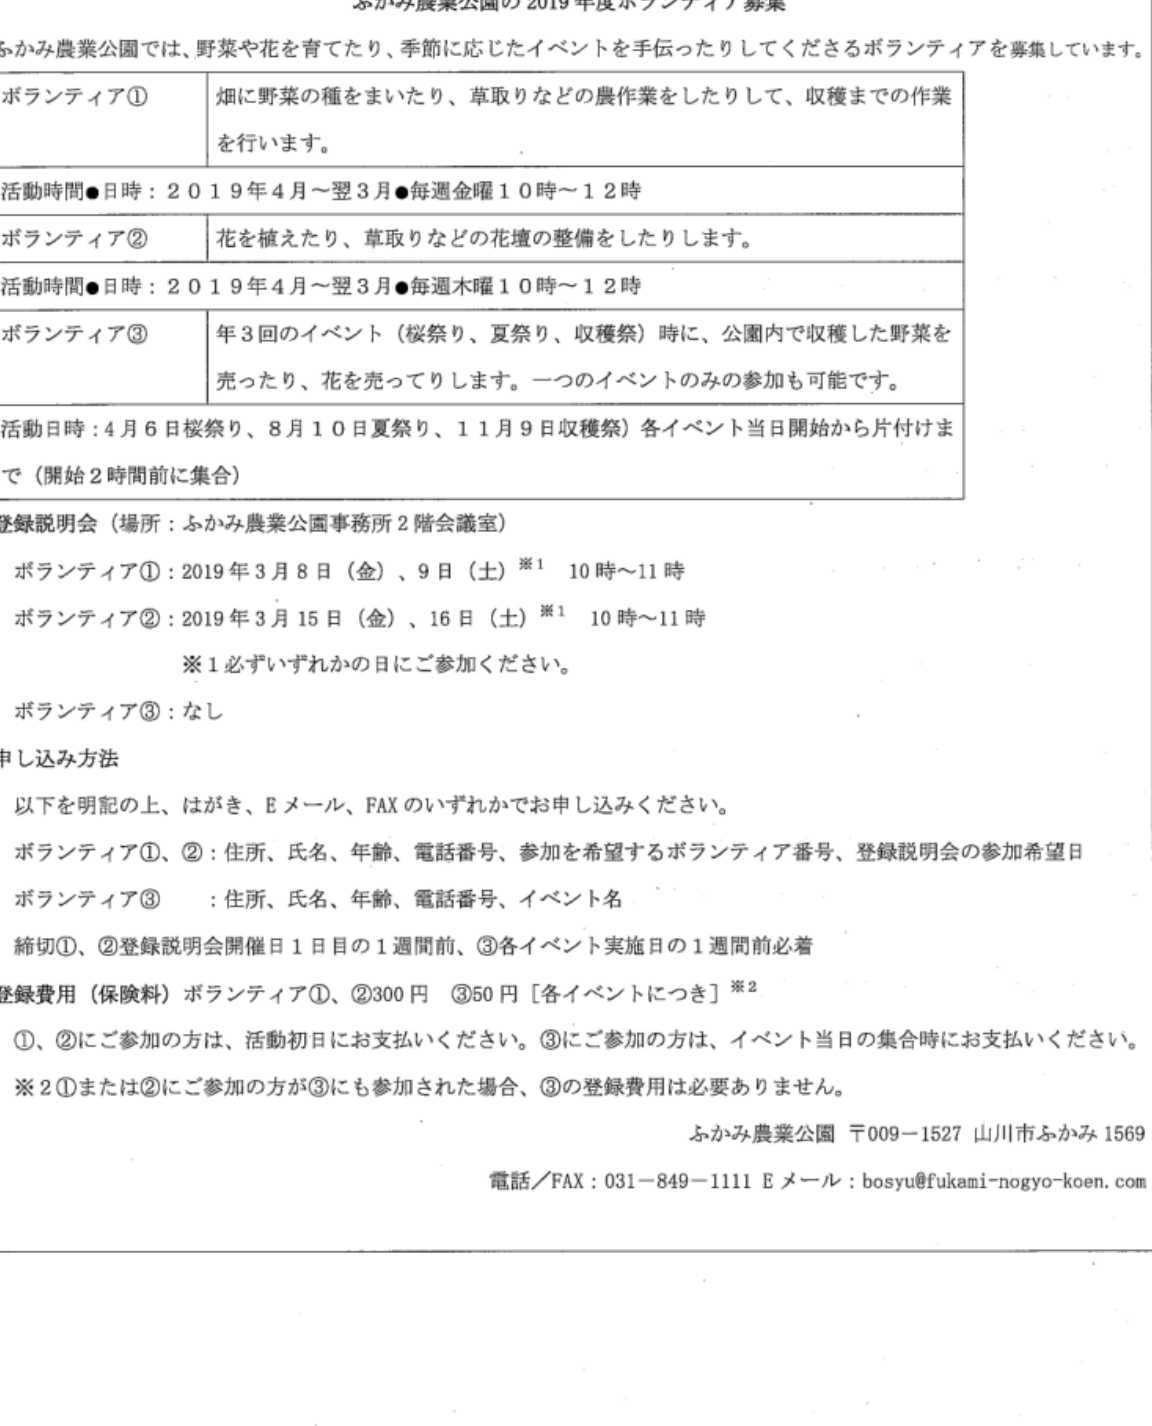 ふかみ農業公園の 2019 年度ボランティア募集
ふかみ農業公園では、野菜や花を育てたり、季節に応じたイベントを手伝ったりしてくださるボランティアを募集しています。
ボランティア① 畑に野菜の種をまいたり、草取りなどの農作業をしたりして、収穫までの作業
を行います。
活動時間●日時：２０１９年４月～翌３月●毎週金曜１０時～１２時
ボランティア② 花を植えたり、草取りなどの花壇の整備をしたりします。
活動時間●日時：２０１９年４月～翌３月●毎週木曜１０時～１２時
ボランティア③ 年３回のイベント（桜祭り、夏祭り、収穫祭）時に、公園内で収穫した野菜を
売ったり、花を売ってりします。一つのイベントのみの参加も可能です。
活動日時：4月６日桜祭り、８月１０日夏祭り、１１月９日収穫祭）各イベント当日開始から片付けま
で（開始２時間前に集合）
登録説明会（場所：ふかみ農業公園事務所２階会議室）
ボランティア①：2019 年 3 月 8 日（金）、9 日（土）※1　10 時～11 時
ボランティア②：2019 年 3 月 15 日（金）、16 日（土）※1　10 時～11 時
※１必ずいずれかの日にご参加ください。
ボランティア③：なし
申し込み方法
以下を明記の上、はがき、E メール、FAX のいずれかでお申し込みください。
ボランティア①、②：住所、氏名、年齢、電話番号、参加を希望するボランティア番号、登録説明会の参加希望日
ボランティア③　　：住所、氏名、年齢、電話番号、イベント名
締切①、②登録説明会開催日１日目の１週間前、③各イベント実施日の１週間前必着
登録費用（保険料）ボランティア①、②300 円　③50 円［各イベントにつき］※2
①、②にご参加の方は、活動初日にお支払いください。③にご参加の方は、イベント当日の集合時にお支払いください。
※２①または②にご参加の方が③にも参加された場合、③の登録費用は必要ありません。
ふかみ農業公園 〒009－1527 山川市ふかみ 1569
電話／FAX：031－849－1111 E メール：bosyu@fukami-nogyo-koen.com